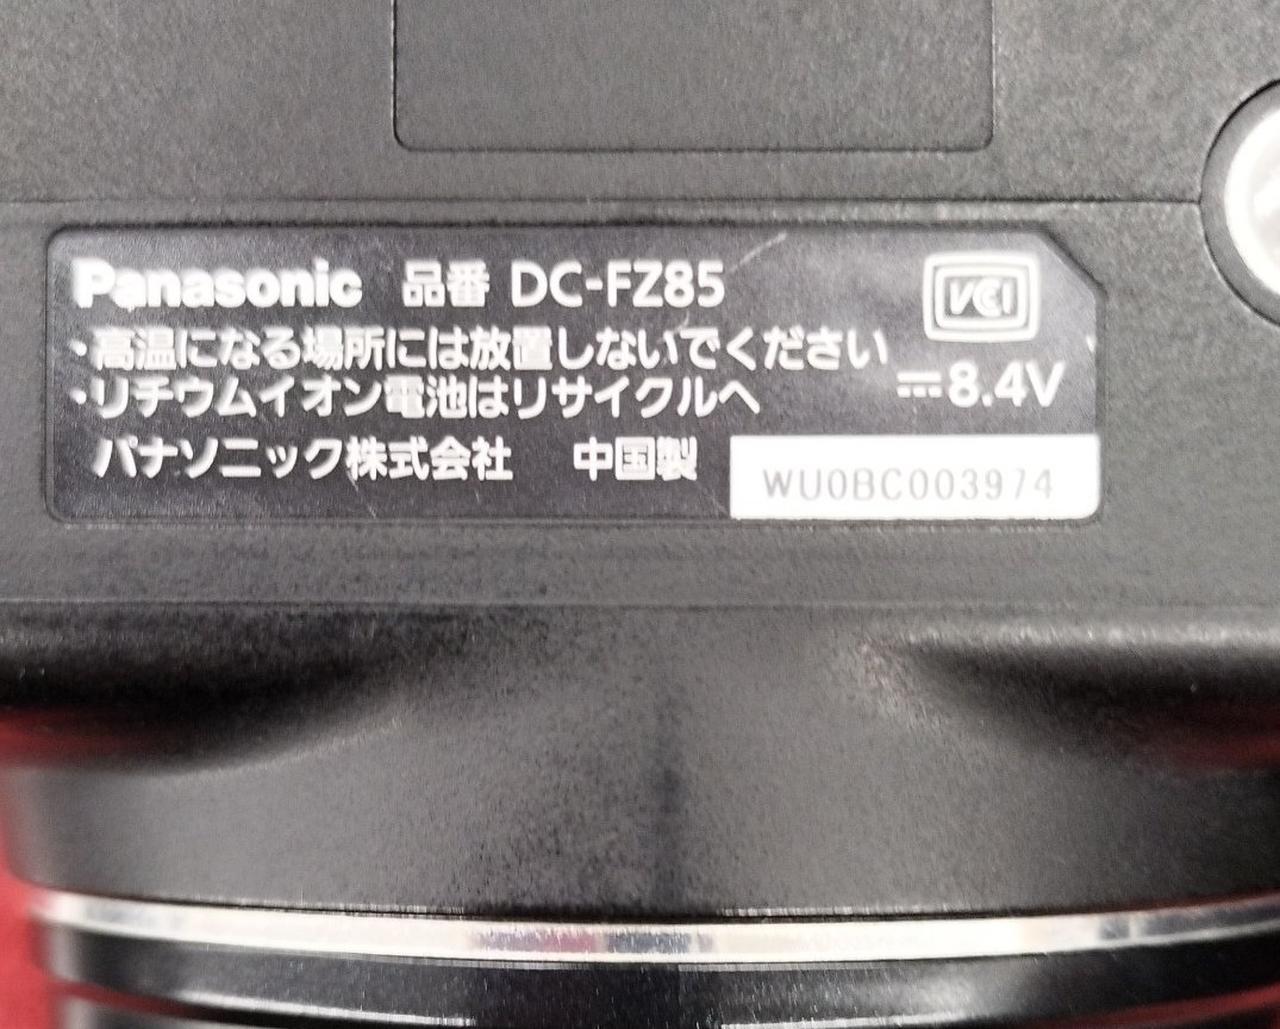 Panasonic 品番 DC-FZ85
VCCI
・高温になる場所には放置しないでください
・リチウムイオン電池はリサイクルへ
⎓8.4V
パナソニック株式会社 中国製
WU0BC003974